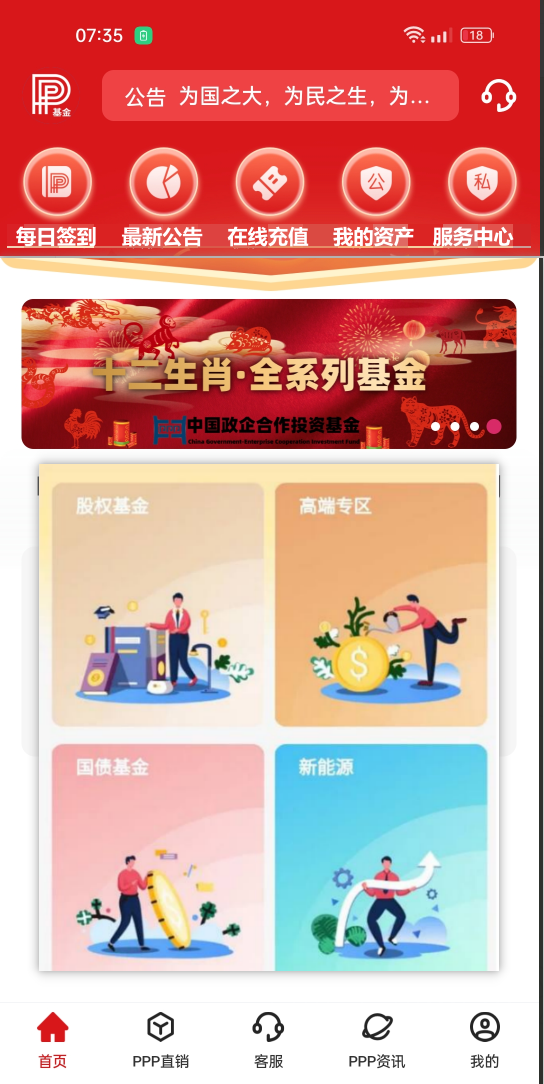 07:35
18
基金
公告 为国之大，为民之生，为...
公 私
每日签到 最新公告 在线充值 我的资产 服务中心
十二生肖·全系列基金
中国政企合作投资基金
China Government-Enterprise Cooperation Investment Fund
股权基金 高端专区
国债基金 新能源
首页 PPP直销 客服 PPP资讯 我的